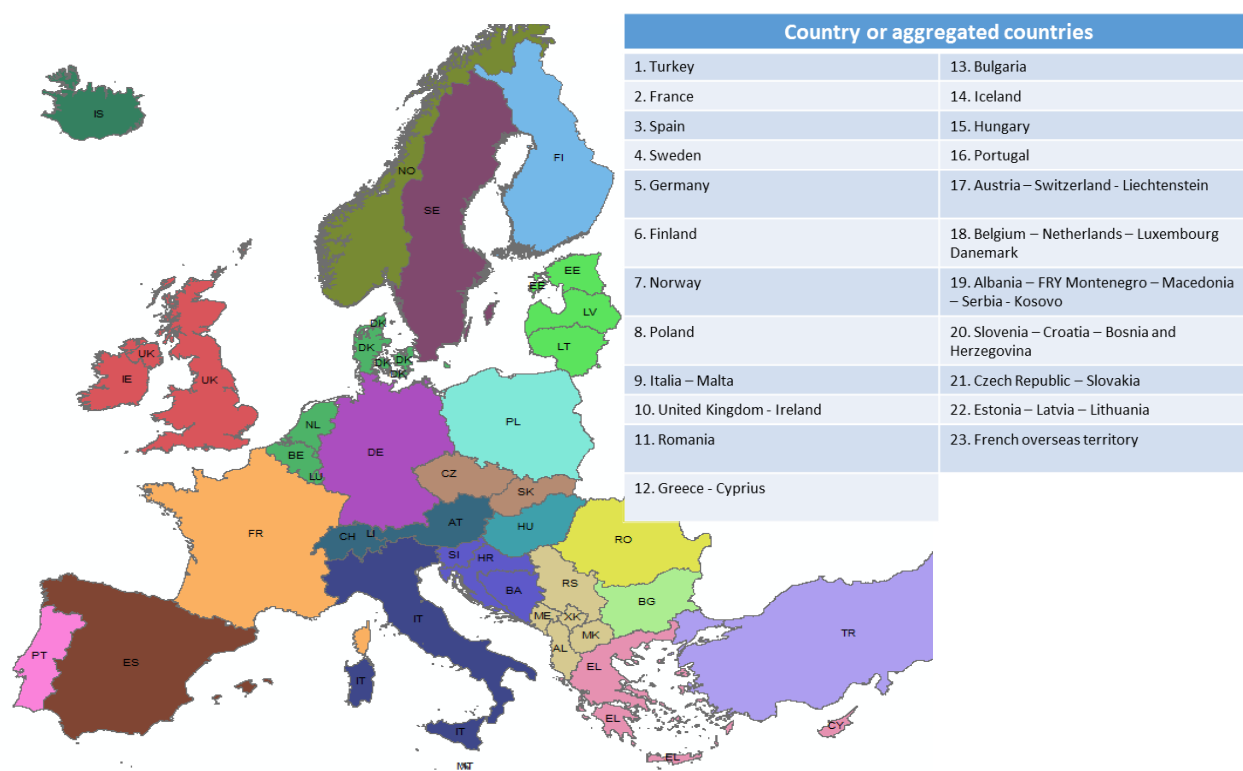 Country or aggregated countries
1. Turkey
13. Bulgaria
2. France
14. Iceland
3. Spain
15. Hungary
4. Sweden
16. Portugal
5. Germany
17. Austria – Switzerland - Liechtenstein
6. Finland
18. Belgium – Netherlands – Luxembourg
Danemark
7. Norway
19. Albania – FRY Montenegro – Macedonia
– Serbia - Kosovo
8. Poland
20. Slovenia – Croatia – Bosnia and
Herzegovina
9. Italia – Malta
21. Czech Republic – Slovakia
10. United Kingdom - Ireland
22. Estonia – Latvia – Lithuania
11. Romania
23. French overseas territory
12. Greece - Cyprius
IS
NO
FI
SE
EE
EE
LV
LT
DK
DK
DK
DK
DK
UK
IE
UK
NL
BE
LU
DE
PL
CZ
SK
FR
CH
LI
AT
HU
RO
SI
HR
BA
RS
ME
XK
MK
AL
BG
TR
PT
ES
IT
IT
IT
EL
EL
EL
CY